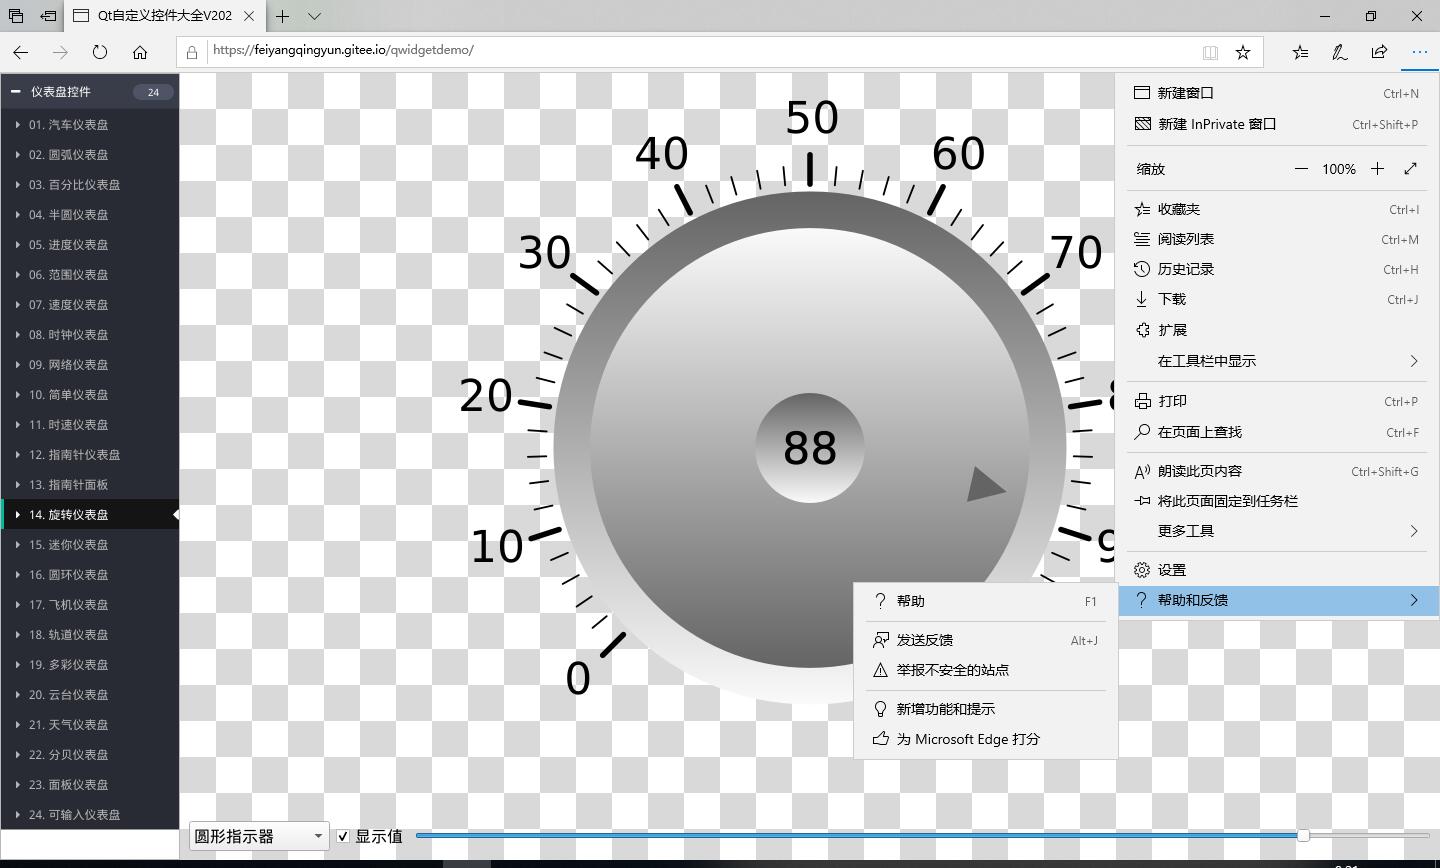 Qt自定义控件大全V202
https://feiyangqingyun.gitee.io/qwidgetdemo/
仪表盘控件 24
01. 汽车仪表盘
02. 圆弧仪表盘
03. 百分比仪表盘
04. 半圆仪表盘
05. 进度仪表盘
06. 范围仪表盘
07. 速度仪表盘
08. 时钟仪表盘
09. 网络仪表盘
10. 简单仪表盘
11. 时速仪表盘
12. 指南针仪表盘
13. 指南针面板
14. 旋转仪表盘
15. 迷你仪表盘
16. 圆环仪表盘
17. 飞机仪表盘
18. 轨道仪表盘
19. 多彩仪表盘
20. 云台仪表盘
21. 天气仪表盘
22. 分贝仪表盘
23. 面板仪表盘
24. 可输入仪表盘
0
10
20
30
40
50
60
70
8
9
88
圆形指示器
显示值
新建窗口 Ctrl+N
新建 InPrivate 窗口 Ctrl+Shift+P
缩放 100%
收藏夹 Ctrl+I
阅读列表 Ctrl+M
历史记录 Ctrl+H
下载 Ctrl+J
扩展
在工具栏中显示
打印 Ctrl+P
在页面上查找 Ctrl+F
朗读此页内容 Ctrl+Shift+G
将此页面固定到任务栏
更多工具
设置
帮助和反馈
帮助 F1
发送反馈 Alt+J
举报不安全的站点
新增功能和提示
为 Microsoft Edge 打分